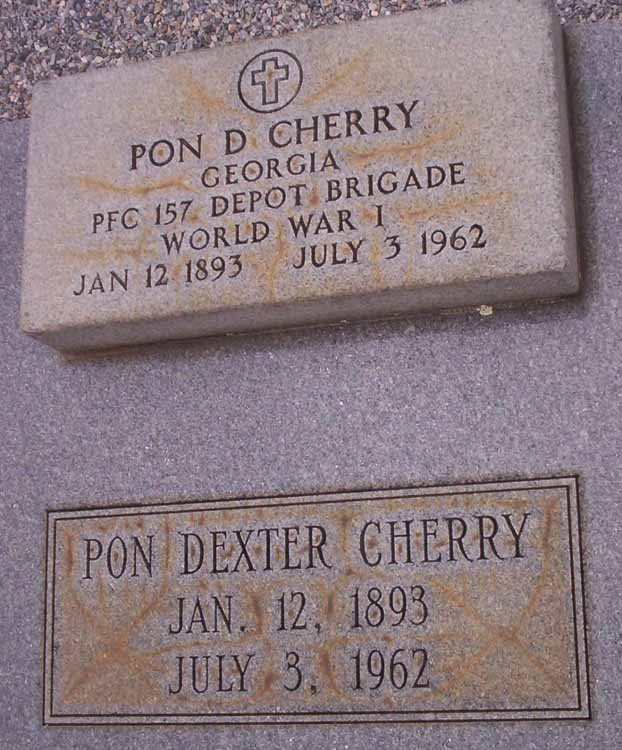 PON D CHERRY
GEORGIA
PFC 157 DEPOT BRIGADE
WORLD WAR I
JAN 12 1893 JULY 3 1962
PON DEXTER CHERRY
JAN. 12, 1893
JULY 3, 1962